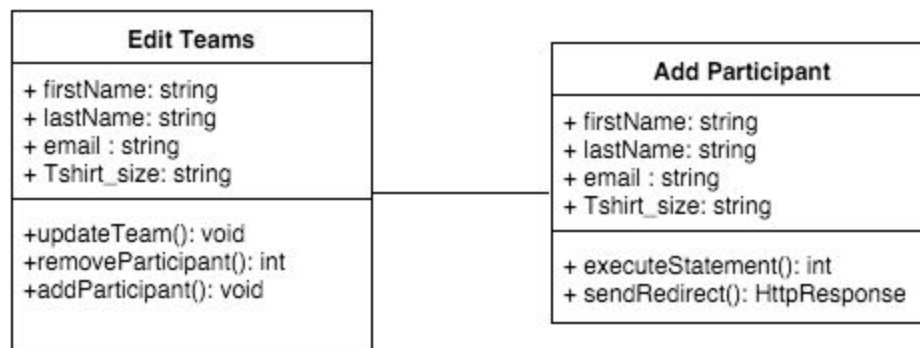 Edit Teams
+ firstName: string
+ lastName: string
+ email : string
+ Tshirt_size: string
+updateTeam(): void
+removeParticipant(): int
+addParticipant(): void
Add Participant
+ firstName: string
+ lastName: string
+ email : string
+ Tshirt_size: string
+ executeStatement(): int
+ sendRedirect(): HttpResponse